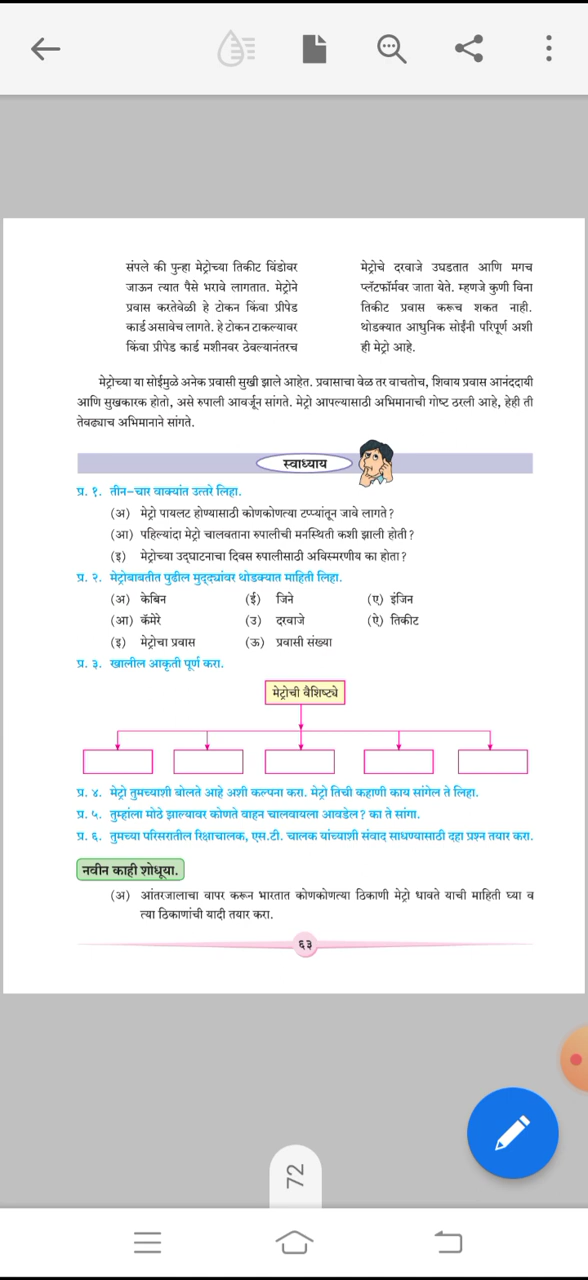 संपले की पुन्हा मेट्रोच्या तिकीट विंडोवर
जाऊन त्यात पैसे भरावे लागतात. मेट्रोने
प्रवास करतेवेळी हे टोकन किंवा प्रीपेड
कार्ड असावेच लागते. हे टोकन टाकल्यावर
किंवा प्रीपेड कार्ड मशीनवर ठेवल्यानंतरच
मेट्रोचे दरवाजे उघडतात आणि मगच
प्लॅटफॉर्मवर जाता येते. म्हणजे कुणी विना
तिकीट प्रवास करूच शकत नाही.
थोडक्यात आधुनिक सोईंनी परिपूर्ण अशी
ही मेट्रो आहे.
मेट्रोच्या या सोईमुळे अनेक प्रवासी सुखी झाले आहेत. प्रवासाचा वेळ तर वाचतोच, शिवाय प्रवास आनंददायी
आणि सुखकारक होतो, असे रुपाली आवर्जून सांगते. मेट्रो आपल्यासाठी अभिमानाची गोष्ट ठरली आहे, हेही ती
तेवढ्याच अभिमानाने सांगते.
स्वाध्याय
प्र. १. तीन-चार वाक्यांत उत्तरे लिहा.
(अ) मेट्रो पायलट होण्यासाठी कोणकोणत्या टप्प्यांतून जावे लागते?
(आ) पहिल्यांदा मेट्रो चालवताना रुपालीची मनस्थिती कशी झाली होती?
(इ) मेट्रोच्या उद्घाटनाचा दिवस रुपालीसाठी अविस्मरणीय का होता?
प्र. २. मेट्रोबाबतीत पुढील मुद्द्यांवर थोडक्यात माहिती लिहा.
(अ) केबिन (ई) जिने (ए) इंजिन
(आ) कॅमेरे (उ) दरवाजे (ऐ) तिकीट
(इ) मेट्रोचा प्रवास (ऊ) प्रवासी संख्या
प्र. ३. खालील आकृती पूर्ण करा.
मेट्रोची वैशिष्ट्ये
प्र. ४. मेट्रो तुमच्याशी बोलते आहे अशी कल्पना करा. मेट्रो तिची कहाणी काय सांगेल ते लिहा.
प्र. ५. तुम्हांला मोठे झाल्यावर कोणते वाहन चालवायला आवडेल? का ते सांगा.
प्र. ६. तुमच्या परिसरातील रिक्षाचालक, एस.टी. चालक यांच्याशी संवाद साधण्यासाठी दहा प्रश्न तयार करा.
नवीन काही शोधूया.
(अ) आंतरजालाचा वापर करून भारतात कोणकोणत्या ठिकाणी मेट्रो धावते याची माहिती घ्या व
त्या ठिकाणांची यादी तयार करा.
६३
72